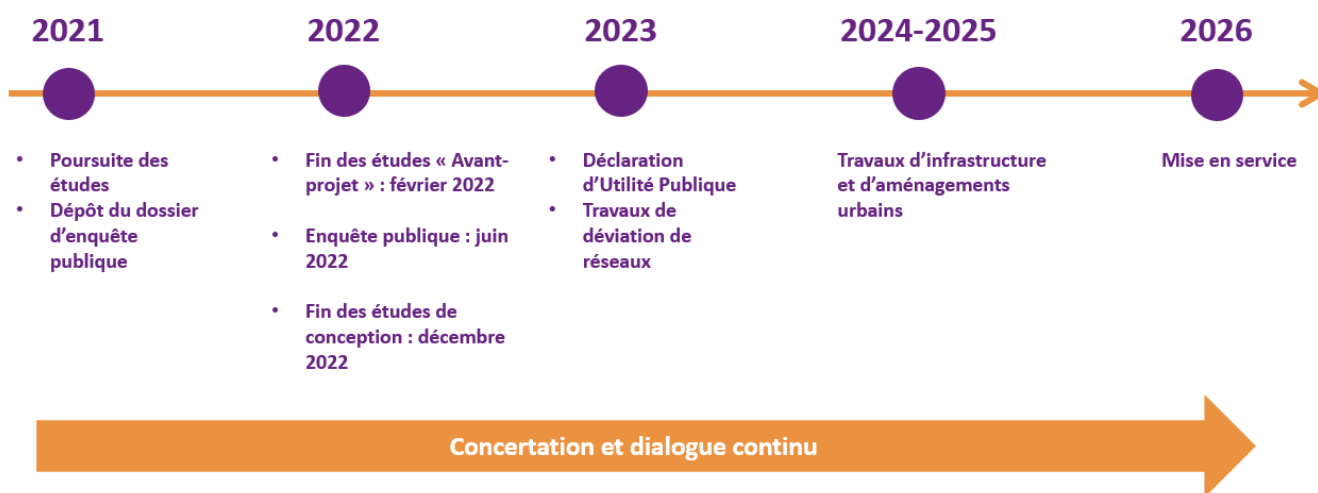 2021
2022
2023
2024-2025
2026
• Poursuite des
études
• Dépôt du dossier
d’enquête
publique
• Fin des études « Avant-
projet » : février 2022
• Enquête publique : juin
2022
• Fin des études de
conception : décembre
2022
• Déclaration
d’Utilité Publique
• Travaux de
déviation de
réseaux
Travaux d’infrastructure
et d’aménagements
urbains
Mise en service
Concertation et dialogue continu